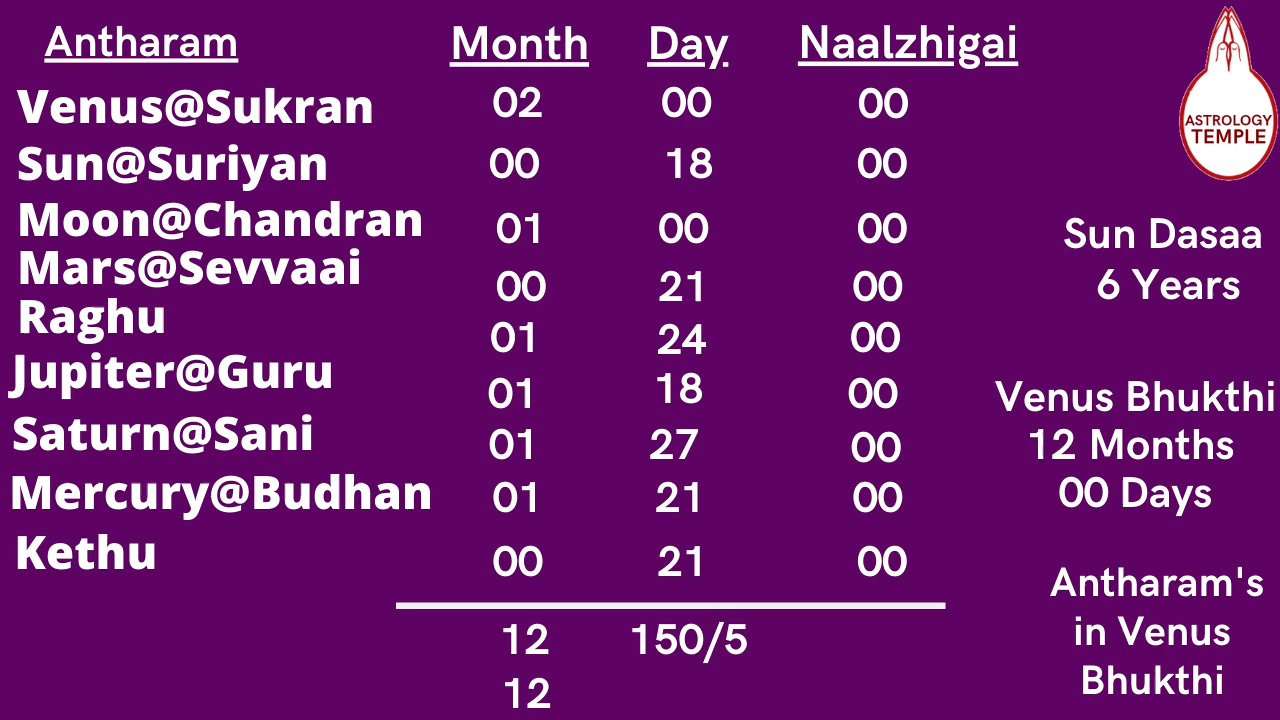 Antharam Month Day Naalzhigai
Venus@Sukran 02 00 00
Sun@Suriyan 00 18 00
Moon@Chandran 01 00 00
Mars@Sevvaai 00 21 00
Raghu 01 24 00
Jupiter@Guru 01 18 00
Saturn@Sani 01 27 00
Mercury@Budhan 01 21 00
Kethu 00 21 00
12 150/5
12
ASTROLOGY
TEMPLE
Sun Dasaa
6 Years
Venus Bhukthi
12 Months
00 Days
Antharam's
in Venus
Bhukthi